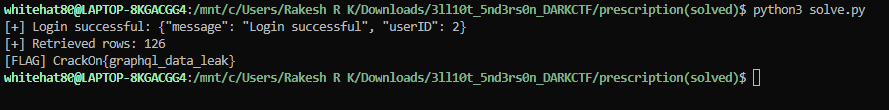 whitehat80@LAPTOP-8KGACGG4:/mnt/c/Users/Rakesh R K/Downloads/3ll10t_5nd3rs0n_DARKCTF/prescription(solved)$ python3 solve.py
[+] Login successful: {"message": "Login successful", "userID": 2}
[+] Retrieved rows: 126
[FLAG] CrackOn{graphql_data_leak}
whitehat80@LAPTOP-8KGACGG4:/mnt/c/Users/Rakesh R K/Downloads/3ll10t_5nd3rs0n_DARKCTF/prescription(solved)$